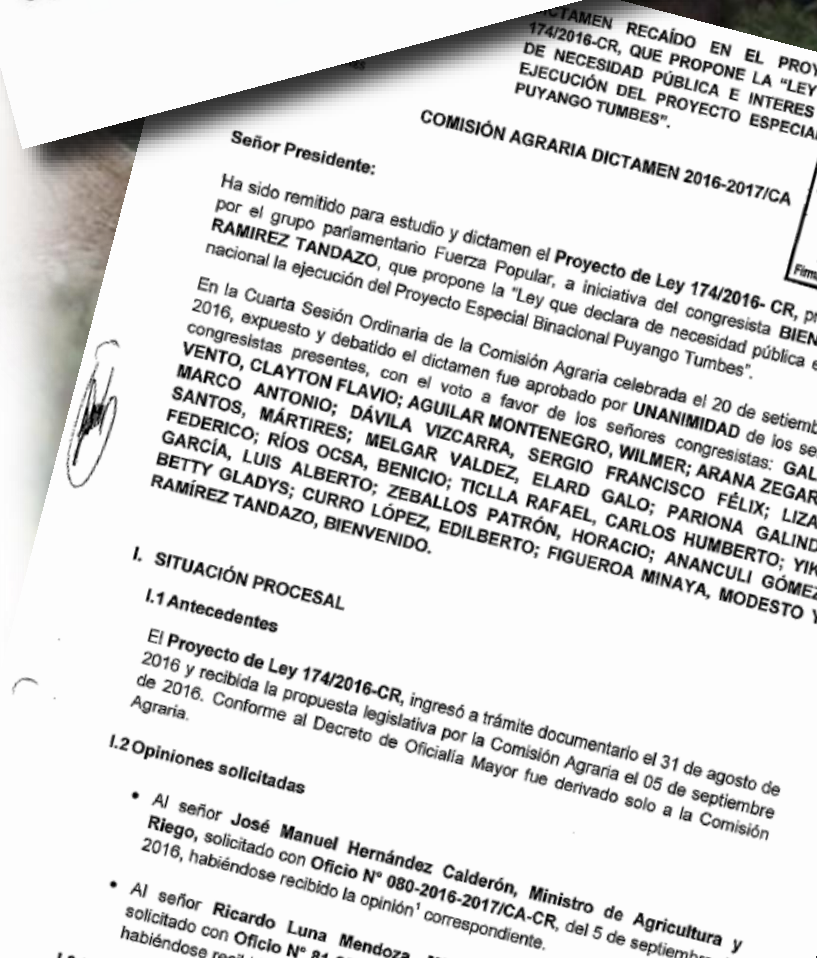 DICTAMEN RECAÍDO EN EL
174/2016-CR, QUE PROPONE LA "LEY
DE NECESIDAD PÚBLICA E INTERES
EJECUCIÓN DEL PROYECTO
PUYANGO TUMBES".
COMISIÓN AGRARIA DICTAMEN 2016-2017/CA
Señor Presidente:
Ha sido remitido para estudio y dictamen el Proyecto de Ley 174/2016- CR,
por el grupo parlamentario Fuerza Popular, a iniciativa del congresista
RAMIREZ TANDAZO, que propone la "Ley que declara de necesidad pública e
nacional la ejecución del Proyecto Especial Binacional Puyango Tumbes".
En la Cuarta Sesión Ordinaria de la Comisión Agraria celebrada el 20 de
2016, expuesto y debatido el dictamen fue aprobado por UNANIMIDAD de los
congresistas presentes, con el voto a favor de los señores congresistas:
VENTO, CLAYTON FLAVIO; AGUILAR MONTENEGRO, WILMER; ARANA
MARCO ANTONIO; DÁVILA VIZCARRA, SERGIO FRANCISCO FÉLIX;
SANTOS, MÁRTIRES; MELGAR VALDEZ, ELARD GALO; PARIONA
FEDERICO; RÍOS OCSA, BENICIO; TICLLA RAFAEL, CARLOS HUMBERTO;
GARCÍA, LUIS ALBERTO; ZEBALLOS PATRÓN, HORACIO; ANANCULI
BETTY GLADYS; CURRO LÓPEZ, EDILBERTO; FIGUEROA MINAYA, MODESTO Y
RAMÍREZ TANDAZO, BIENVENIDO.
I. SITUACIÓN PROCESAL
I.1 Antecedentes
El Proyecto de Ley 174/2016-CR, ingresó a trámite documentario el 31 de agosto de
2016 y recibida la propuesta legislativa por la Comisión Agraria el 05 de septiembre
de 2016. Conforme al Decreto de Oficialía Mayor fue derivado solo a la Comisión
Agraria.
I.2 Opiniones solicitadas
• Al señor José Manuel Hernández Calderón, Ministro de Agricultura y
Riego, solicitado con Oficio N° 080-2016-2017/CA-CR, del 5 de septiembre
2016, habiéndose recibido la opinión¹ correspondiente.
• Al señor Ricardo Luna Mendoza,
solicitado con Oficio N°
habiéndose